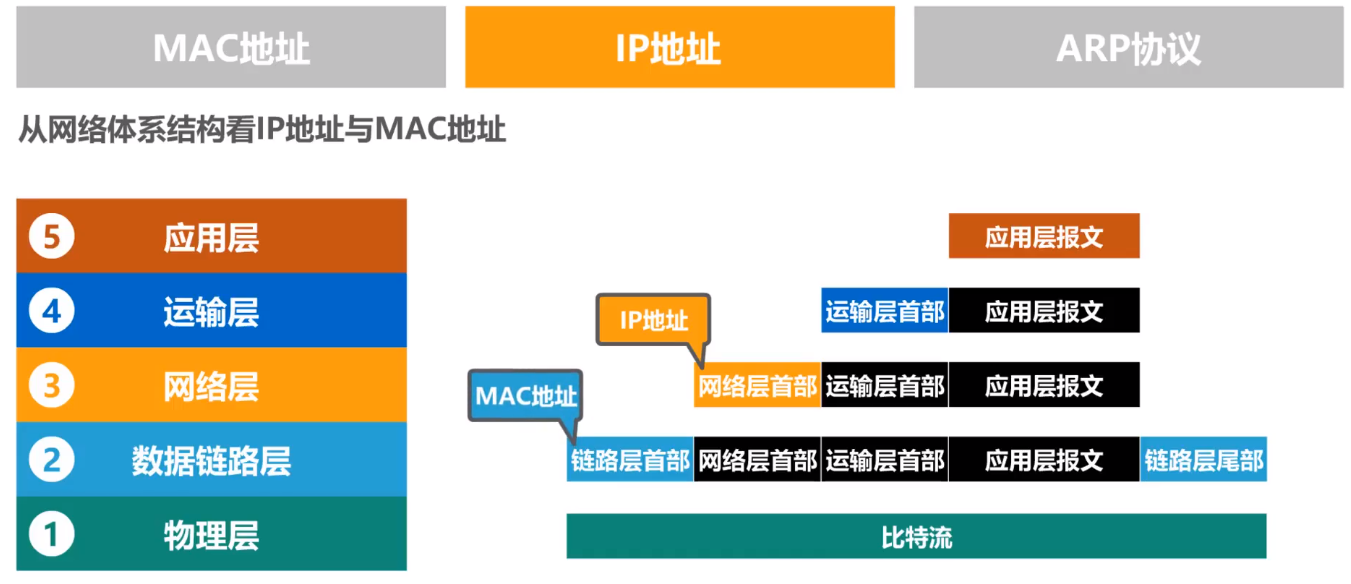 MAC地址
IP地址
ARP协议
从网络体系结构看IP地址与MAC地址
5 应用层
应用层报文
4 运输层
IP地址
运输层首部 应用层报文
3 网络层
MAC地址
网络层首部 运输层首部 应用层报文
2 数据链路层
链路层首部 网络层首部 运输层首部 应用层报文 链路层尾部
1 物理层
比特流